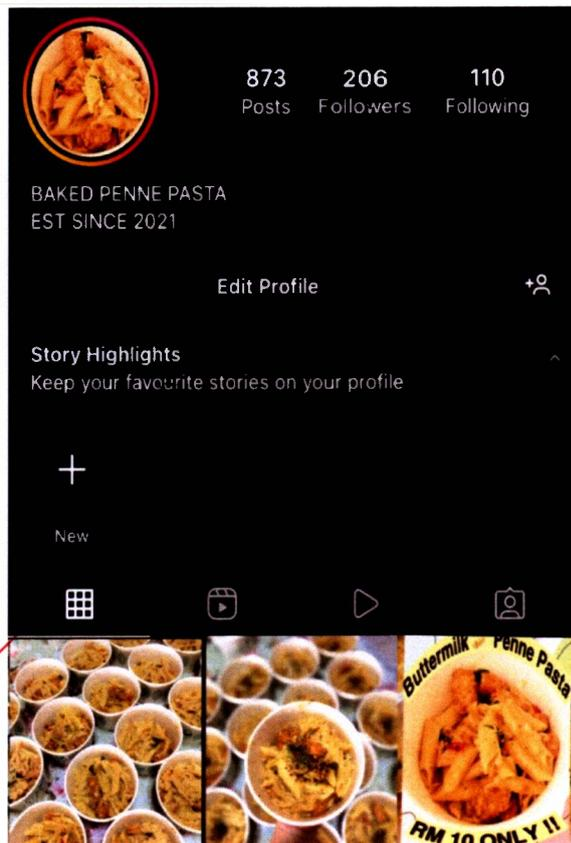 873 206 110
Posts Followers Following
BAKED PENNE PASTA
EST SINCE 2021
Edit Profile
Story Highlights
Keep your favourite stories on your profile
New
Buttermilk Penne Pasta
RM 10 ONLY !!